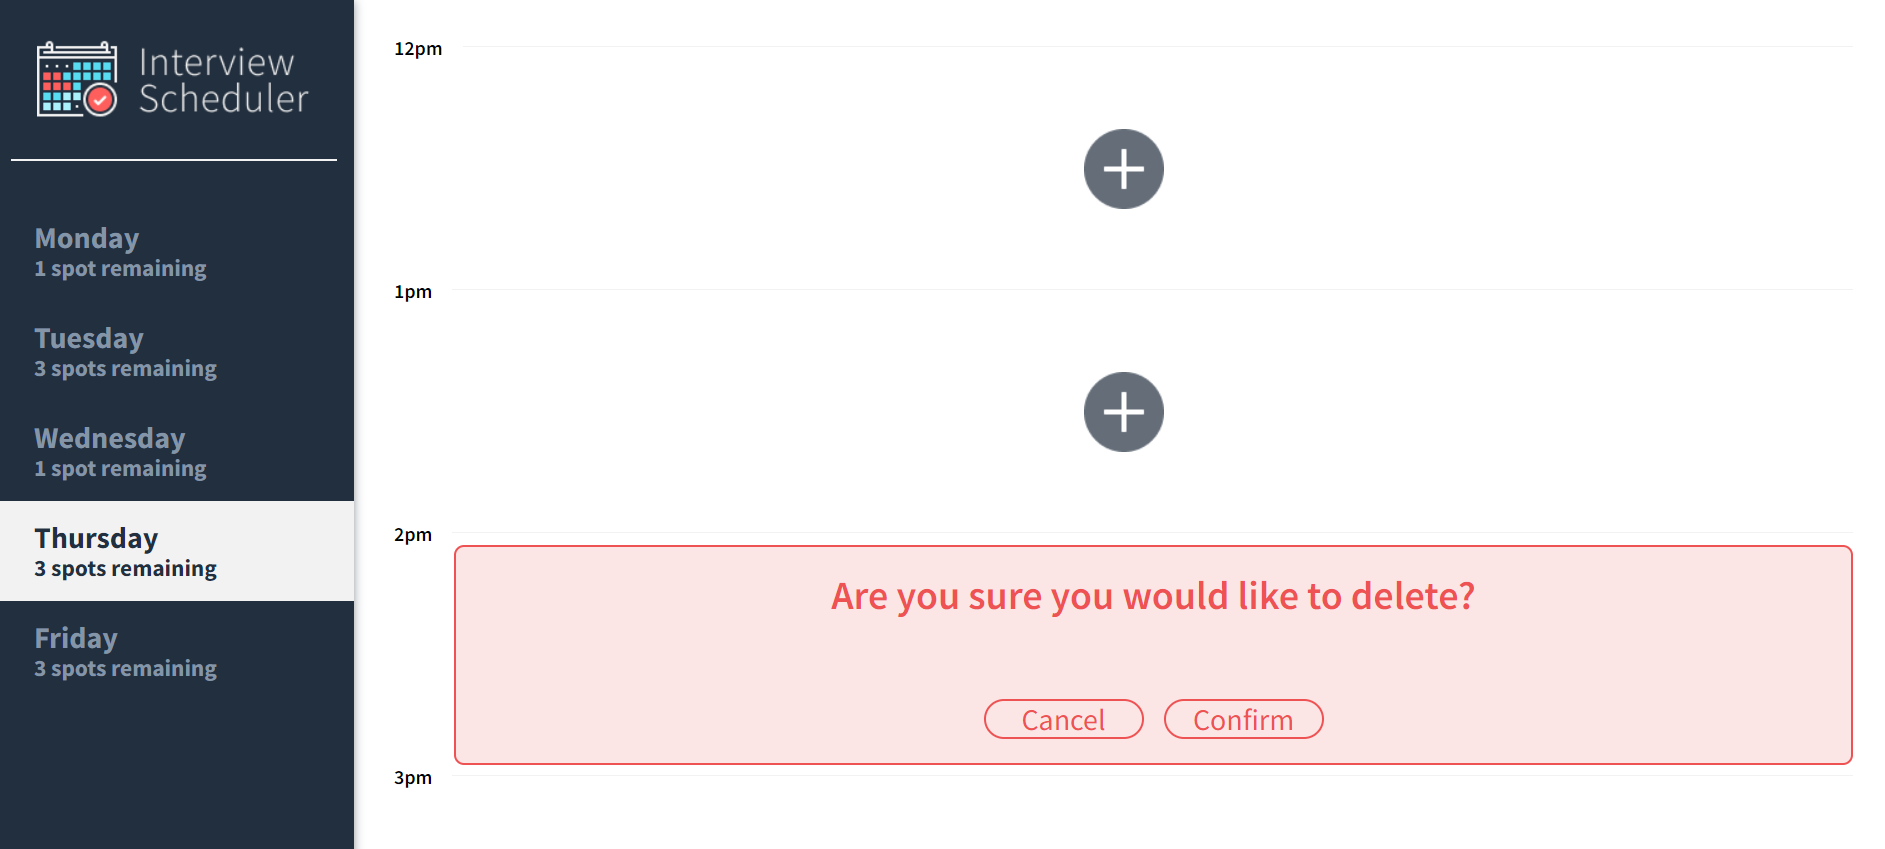 Interview
Scheduler
Monday
1 spot remaining
Tuesday
3 spots remaining
Wednesday
1 spot remaining
Thursday
3 spots remaining
Friday
3 spots remaining
12pm
1pm
2pm
Are you sure you would like to delete?
Cancel
Confirm
3pm